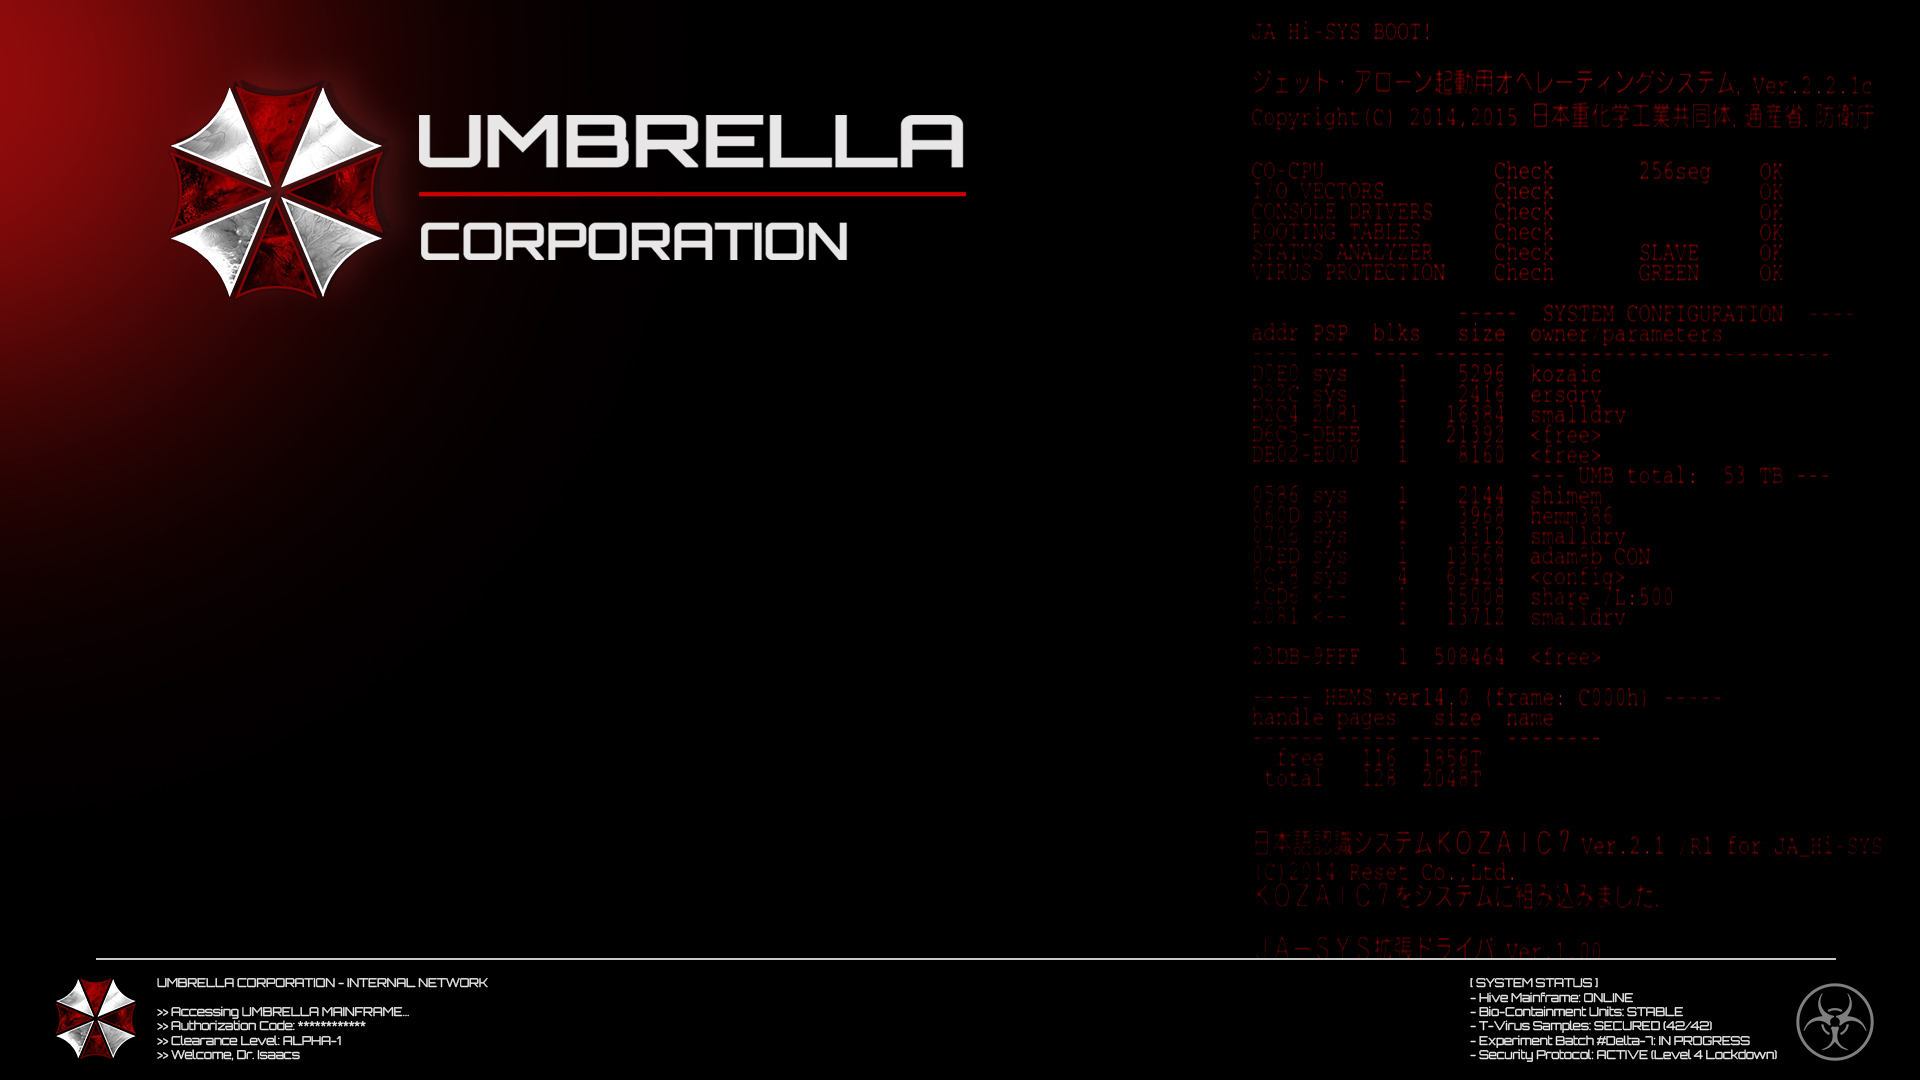 UMBRELLA
CORPORATION
JA Hi-SYS BOOT!
ジェット・アローン起動用オペレーティングシステム, Ver.2.2.1c
Copyright(C) 2014,2015 日本重化学工業共同体,通産省,防衛庁
CO-CPU Check 256seg OK
I/O VECTORS Check OK
CONSOLE DRIVERS Check OK
ROOTING TABLES Check OK
STATUS ANALYZER Check SLAVE OK
VIRUS PROTECTION Chech GREEN OK
----- SYSTEM CONFIGURATION ----
addr PSP blks size owner/parameters
---- ---- ---- ------ -------------------------
D0E0 sys 1 5296 kozaic
D22C sys 1 2416 ersdrv
D2C4 2081 1 16384 smalldrv
D6C5-DBFE 1 21392 <free>
DE02-E000 1 8160 <free>
--- UMB total: 53 TB ---
0586 sys 1 2144 shimem
060D sys 1 3968 hemm386
0706 sys 1 3312 smalldrv
07ED sys 1 13568 adam8b CON
sys 4 65424 <config>
1CD6 <-- 1 15008 share /L:500
2081 <-- 1 13712 smalldrv
23DB-9FFF 1 508464 <free>
----- HEMS ver14.0 (frame: C000h) -----
handle pages size name
------ ----- ------ --------
free 116 1856T
total 128 2048T
日本語認識システムＫＯＺＡＩＣ７ Ver.2.1 /R1 for JA_Hi-SYS
(C)2014 Reset Co.,Ltd.
ＫＯＺＡＩＣ７をシステムに組み込みました.
ＪＡ－ＳＹＳ拡張ドライバ Ver.1.00
UMBRELLA CORPORATION - INTERNAL NETWORK
>> Accessing UMBRELLA MAINFRAME...
>> Authorization Code: ************
>> Clearance Level: ALPHA-1
>> Welcome, Dr. Isaacs
[ SYSTEM STATUS ]
- Hive Mainframe: ONLINE
- Bio-Containment Units: STABLE
- T-Virus Samples: SECURED (42/42)
- Experiment Batch #Delta-7: IN PROGRESS
- Security Protocol: ACTIVE (Level 4 Lockdown)